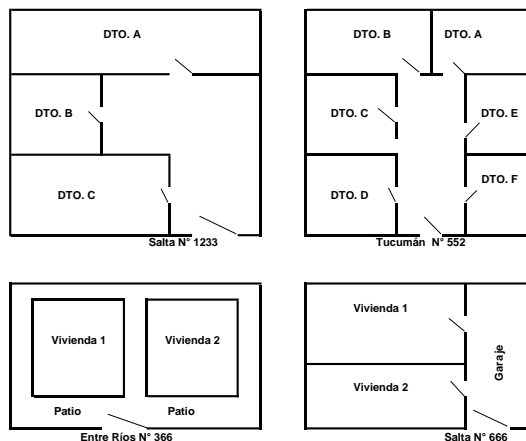 DTO. A
DTO. B
DTO. C
Salta N° 1233
DTO. B
DTO. A
DTO. C
DTO. E
DTO. D
DTO. F
Tucumán N° 552
Vivienda 1
Vivienda 2
Patio
Patio
Entre Ríos N° 366
Vivienda 1
Garaje
Vivienda 2
Salta N° 666